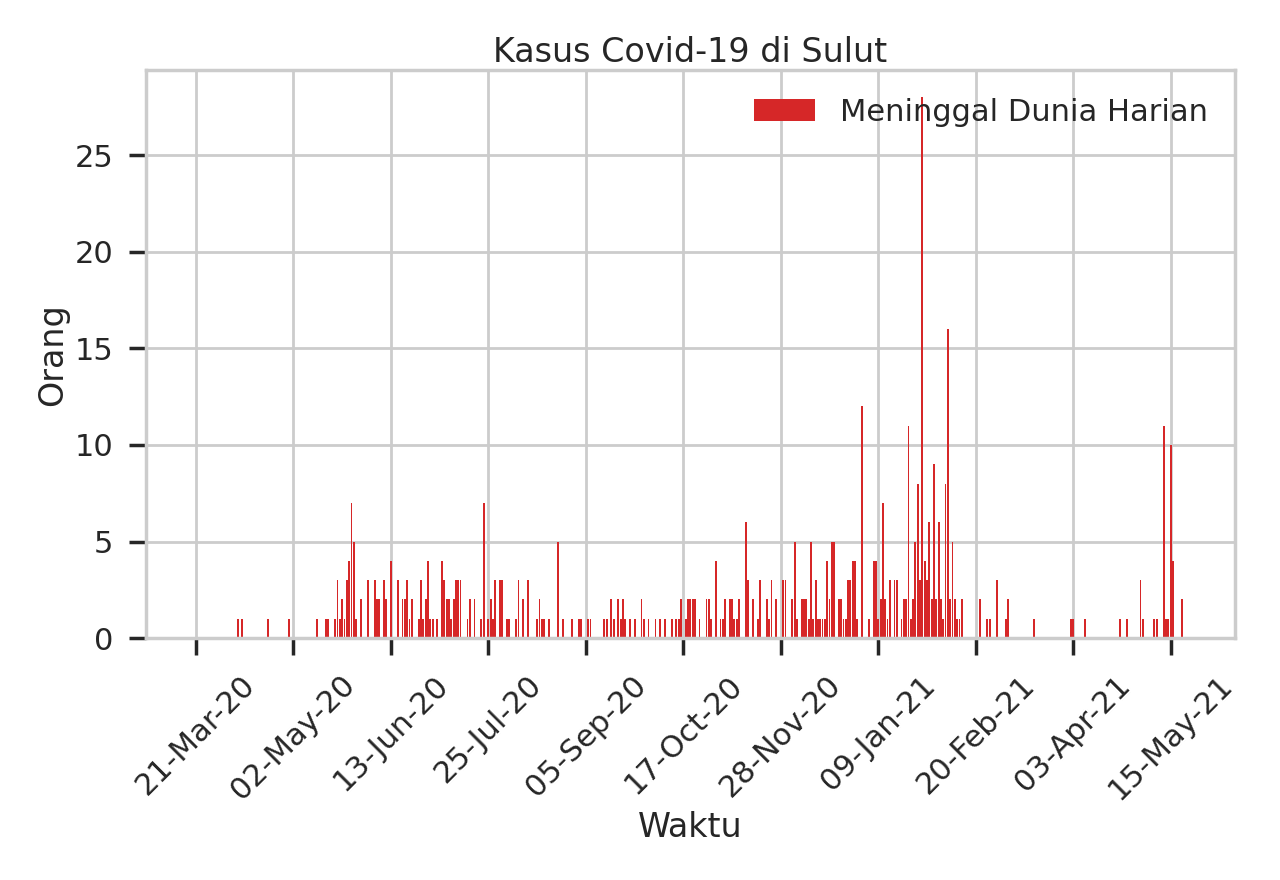 Kasus Covid-19 di Sulut
Meninggal Dunia Harian
Orang
25
20
15
10
5
0
21-Mar-20
02-May-20
13-Jun-20
25-Jul-20
05-Sep-20
17-Oct-20
28-Nov-20
09-Jan-21
20-Feb-21
03-Apr-21
15-May-21
Waktu